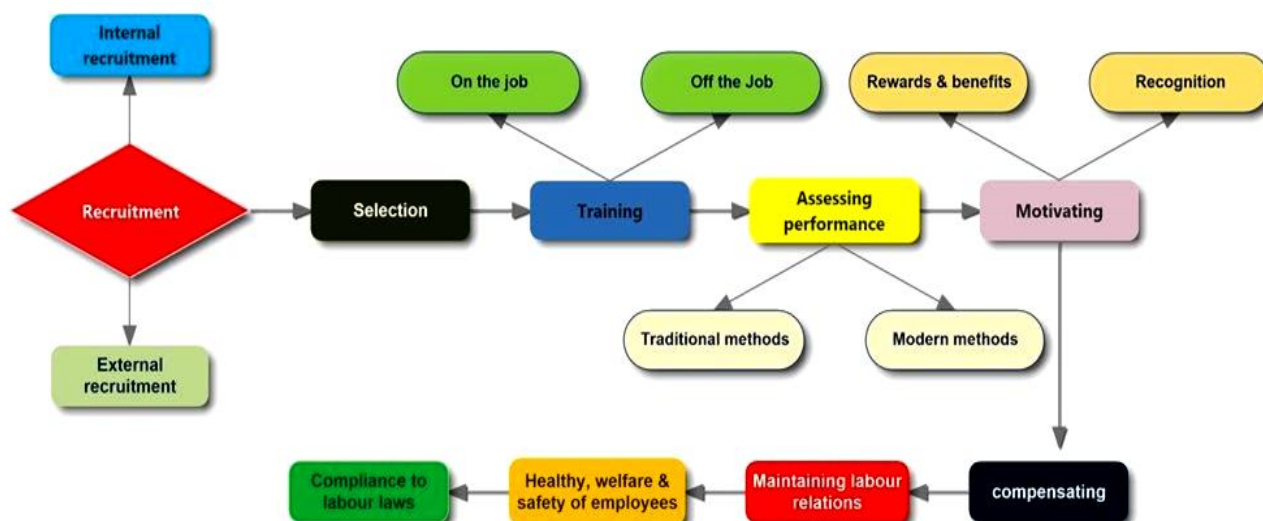 Internal
recruitment
On the job
Off the Job
Rewards & benefits
Recognition
Recruitment
Selection
Training
Assessing
performance
Motivating
Traditional methods
Modern methods
External
recruitment
Compliance to
labour laws
Healthy, welfare &
safety of employees
Maintaining labour
relations
compensating